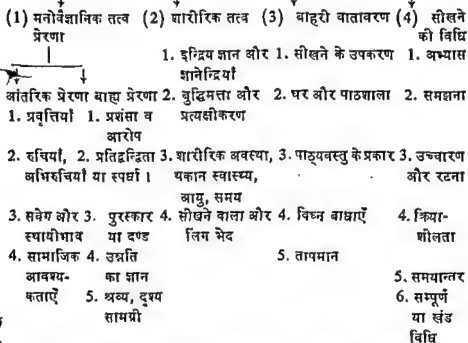 (1) मनोवैज्ञानिक तत्व (2) शारीरिक तत्व (3) बाहरी वातावरण (4) सीखने
प्रेरणा की विधि
1. इन्द्रिय ज्ञान और 1. सीखने के उपकरण 1. अभ्यास
ज्ञानेन्द्रियाँ
आंतरिक प्रेरणा बाह्य प्रेरणा 2. बुद्धिमत्ता और 2. घर और पाठशाला 2. समझना
1. प्रवृत्तियाँ 1. प्रशंसा व प्रत्यक्षीकरण
आरोप
2. रुचियाँ, 2. प्रतिद्वन्द्विता 3. शारीरिक अवस्था, 3. पाठ्यवस्तु के प्रकार 3. उच्चारण
अभिरुचियाँ या स्पर्धा । थकान स्वास्थ्य, और रटना
आयु, समय
3. संवेग और 3. पुरस्कार 4. सीखने वाला और 4. विघ्न बाधाएँ 4. क्रिया-
स्थायीभाव या दण्ड लिंग भेद शीलता
4. सामाजिक 4. उन्नति 5. तापमान
आवश्य- का ज्ञान 5. समयान्तर
कताएँ 5. श्रव्य, दृश्य 6. सम्पूर्ण
सामग्री या खंड
विधि